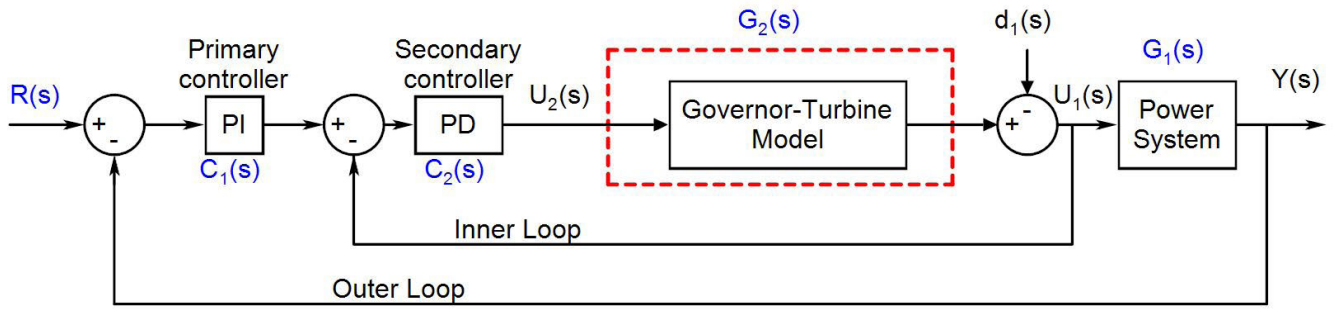 G₂(s)
d₁(s)
Primary controller
Secondary controller
G₁(s)
R(s)
U₂(s)
U₁(s)
Y(s)
+
-
PI
+
-
PD
Governor-Turbine
Model
+
-
Power
System
C₁(s)
C₂(s)
Inner Loop
Outer Loop